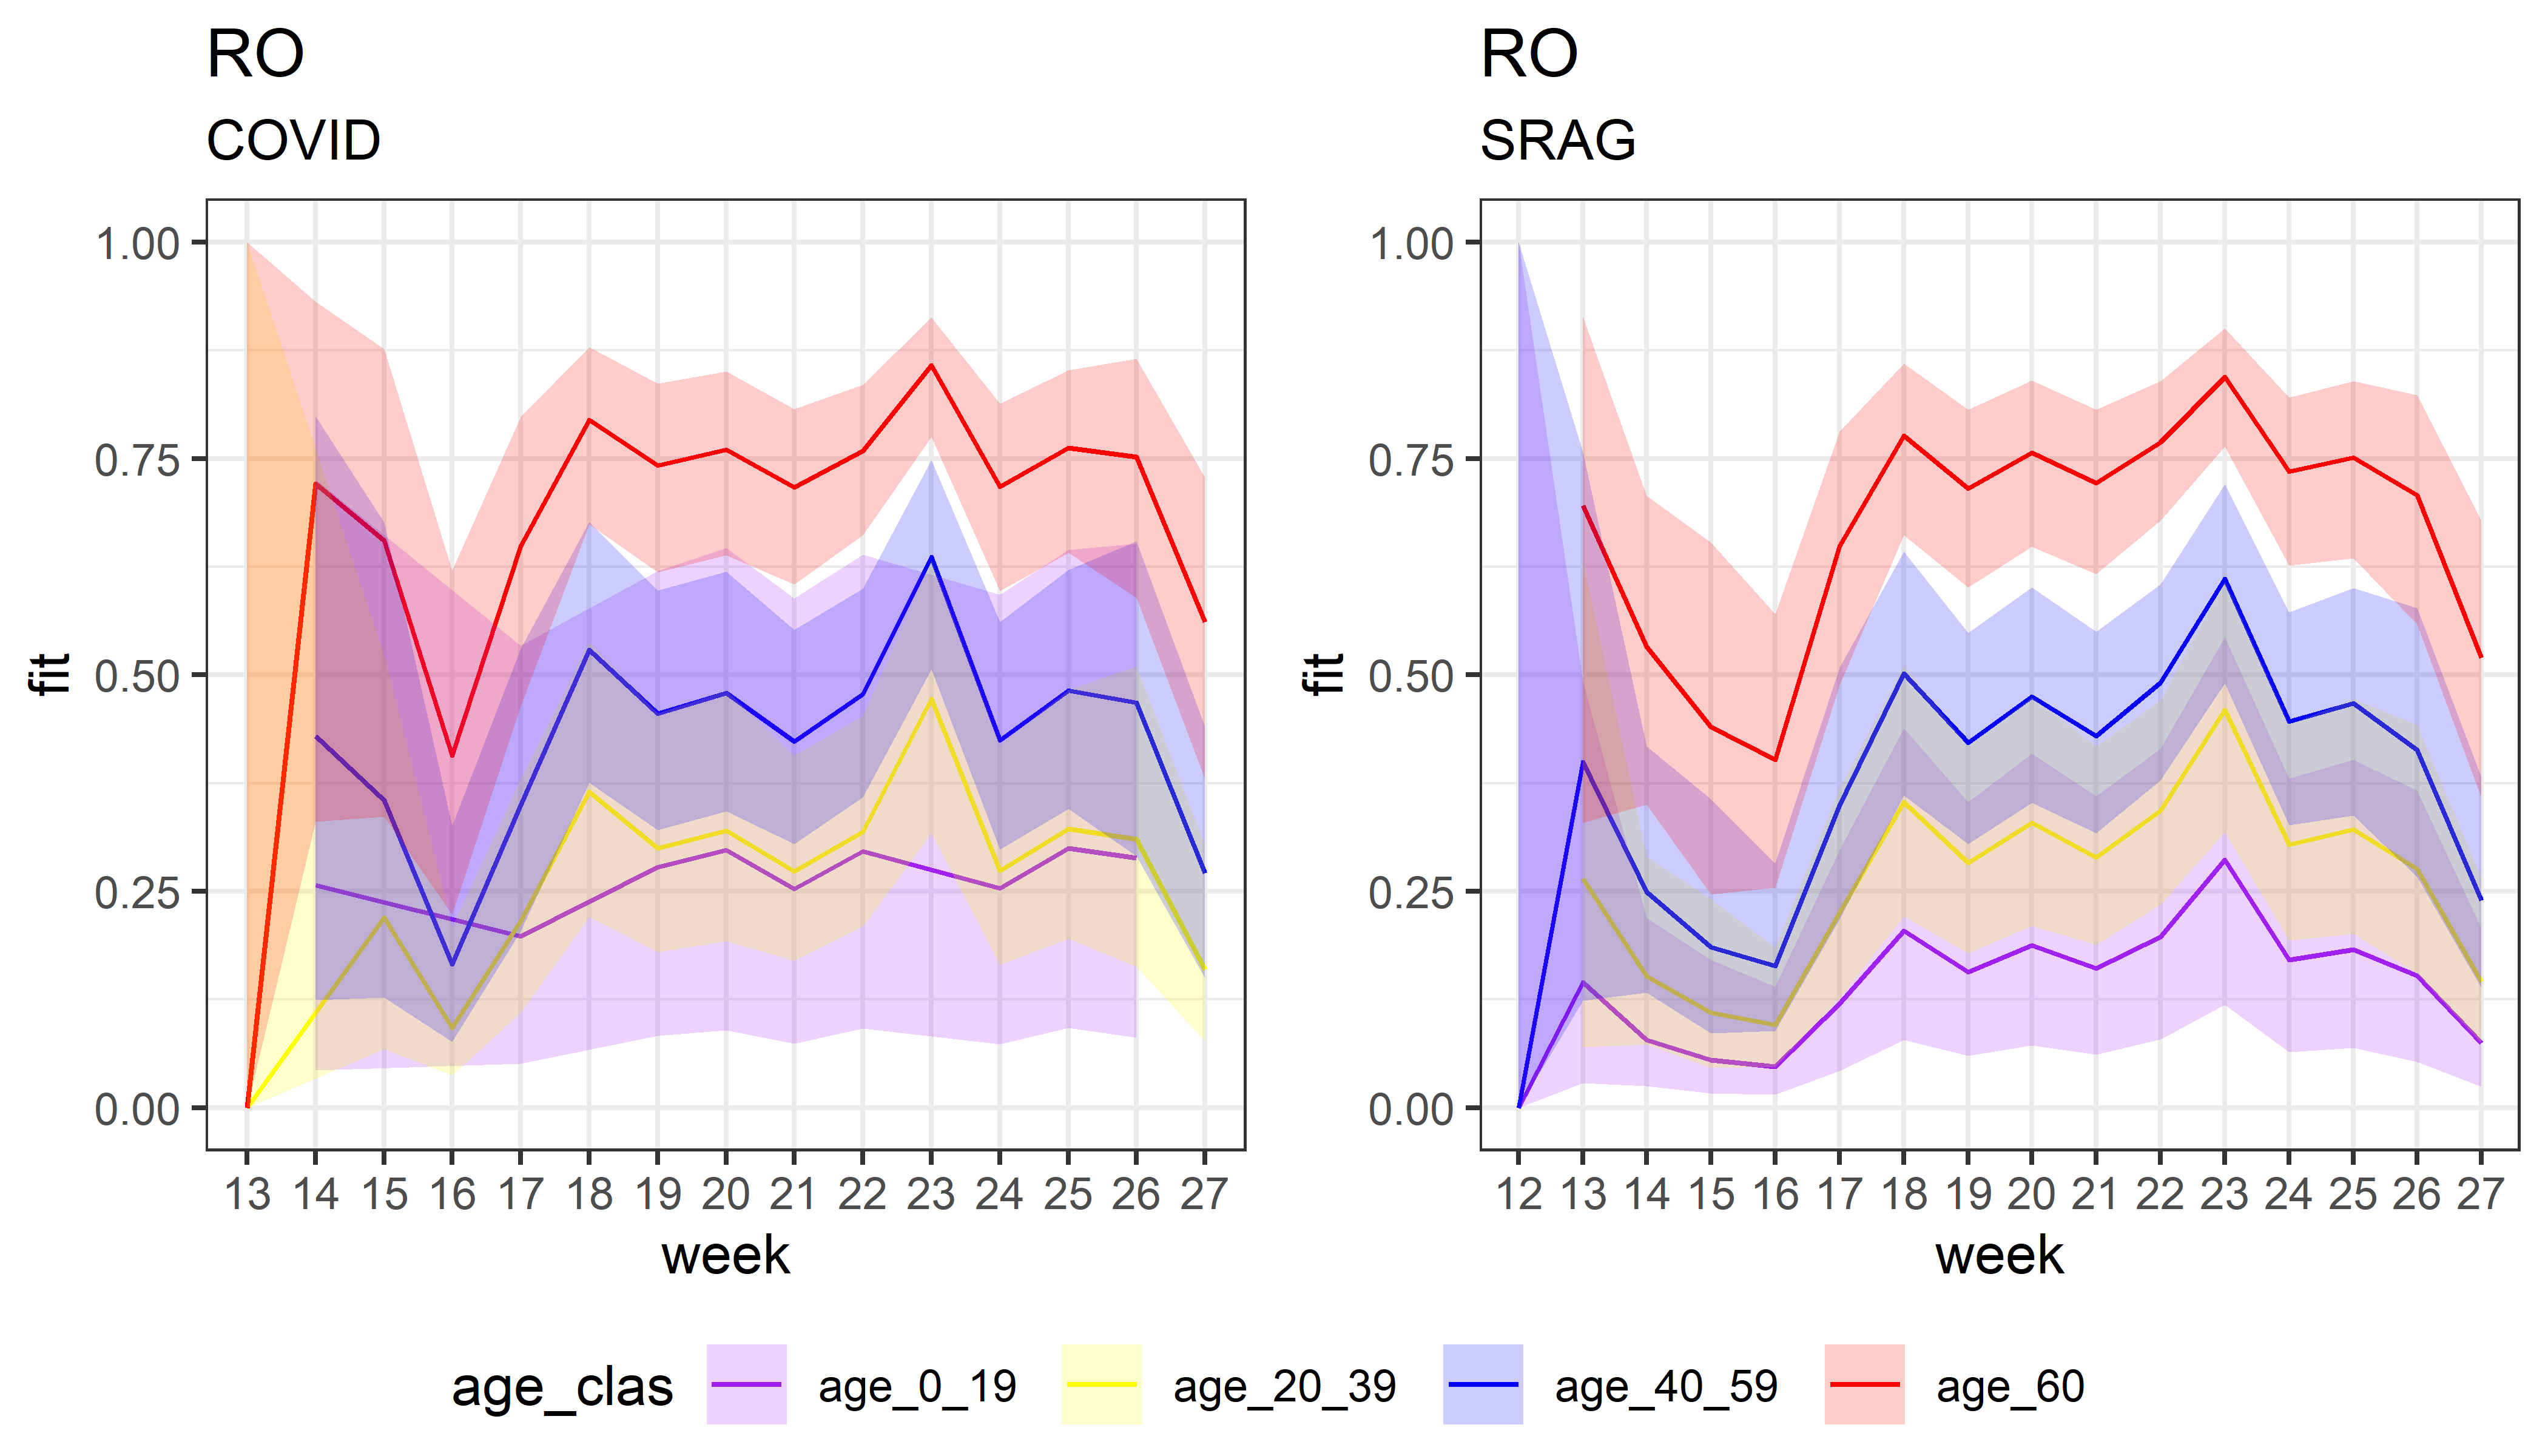 RO
COVID
1.00
0.75
0.50
0.25
0.00
fit
13 14 15 16 17 18 19 20 21 22 23 24 25 26 27
week
RO
SRAG
1.00
0.75
0.50
0.25
0.00
fit
12 13 14 15 16 17 18 19 20 21 22 23 24 25 26 27
week
age_clas age_0_19 age_20_39 age_40_59 age_60